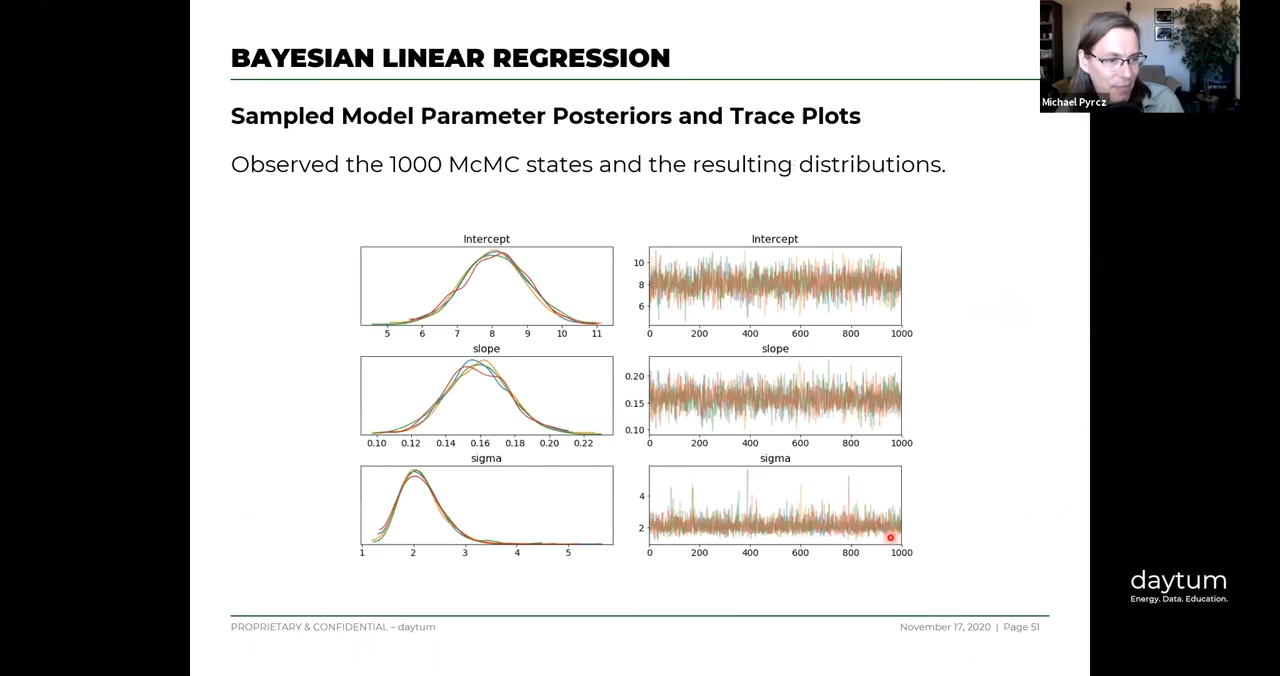 BAYESIAN LINEAR REGRESSION
Michael Pyrcz
Sampled Model Parameter Posteriors and Trace Plots
Observed the 1000 McMC states and the resulting distributions.
Intercept
5 6 7 8 9 10 11
Intercept
10
8
6
0 200 400 600 800 1000
slope
0.10 0.12 0.14 0.16 0.18 0.20 0.22
slope
0.20
0.15
0.10
0 200 400 600 800 1000
sigma
1 2 3 4 5
sigma
4
2
0 200 400 600 800 1000
daytum
Energy. Data. Education.
PROPRIETARY & CONFIDENTIAL – daytum
November 17, 2020 | Page 51